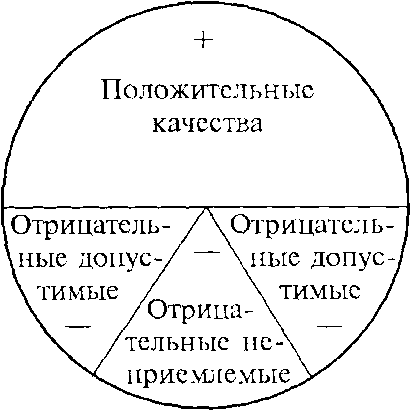 +
Положительные
качества
Отрицатель-
ные допус-
тимые
—
Отрицатель-
ные допус-
тимые
—
—
Отрица-
тельные не-
приемлемые